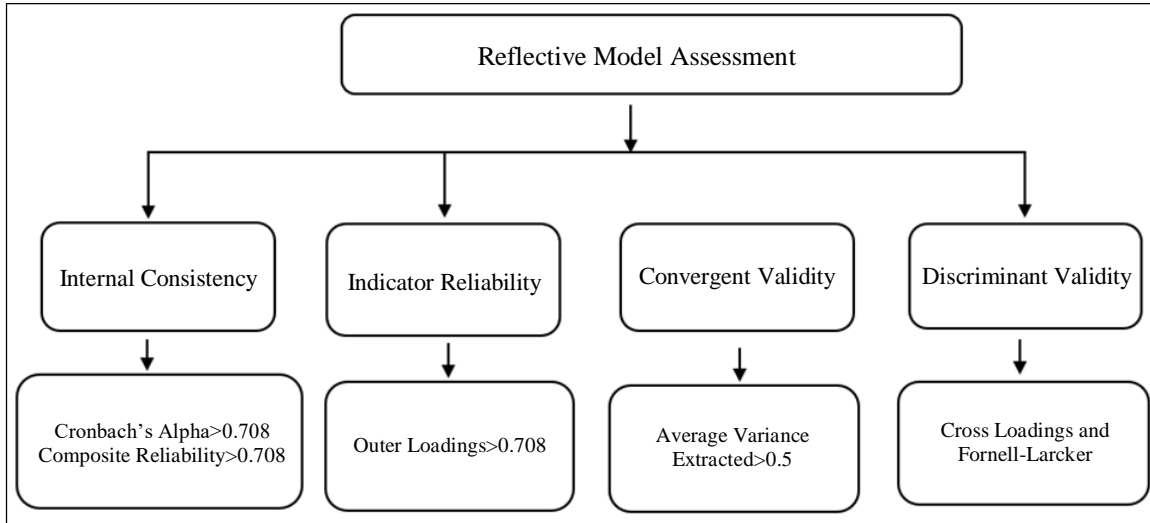 Reflective Model Assessment
Internal Consistency
Indicator Reliability
Convergent Validity
Discriminant Validity
Cronbach’s Alpha>0.708
Composite Reliability>0.708
Outer Loadings>0.708
Average Variance
Extracted>0.5
Cross Loadings and
Fornell-Larcker